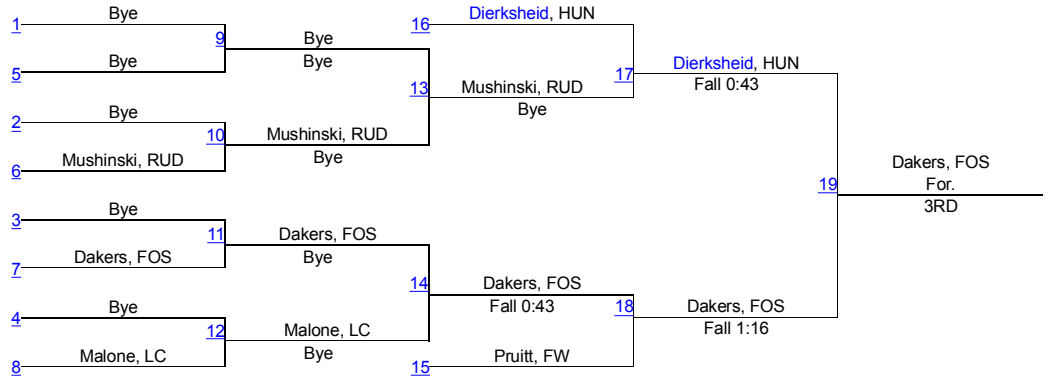 Bye
1
9
Bye
5
Bye
Bye
Bye
2
10
Mushinski, RUD
6
Mushinski, RUD
Bye
13
Dierksheid, HUN
16
17
Mushinski, RUD
Bye
Dierksheid, HUN
Fall 0:43
Bye
3
11
Dakers, FOS
7
Dakers, FOS
Bye
Bye
4
12
Malone, LC
8
Malone, LC
Bye
14
Dakers, FOS
Fall 0:43
18
Pruitt, FW
15
Dakers, FOS
Fall 1:16
19
Dakers, FOS
For.
3RD